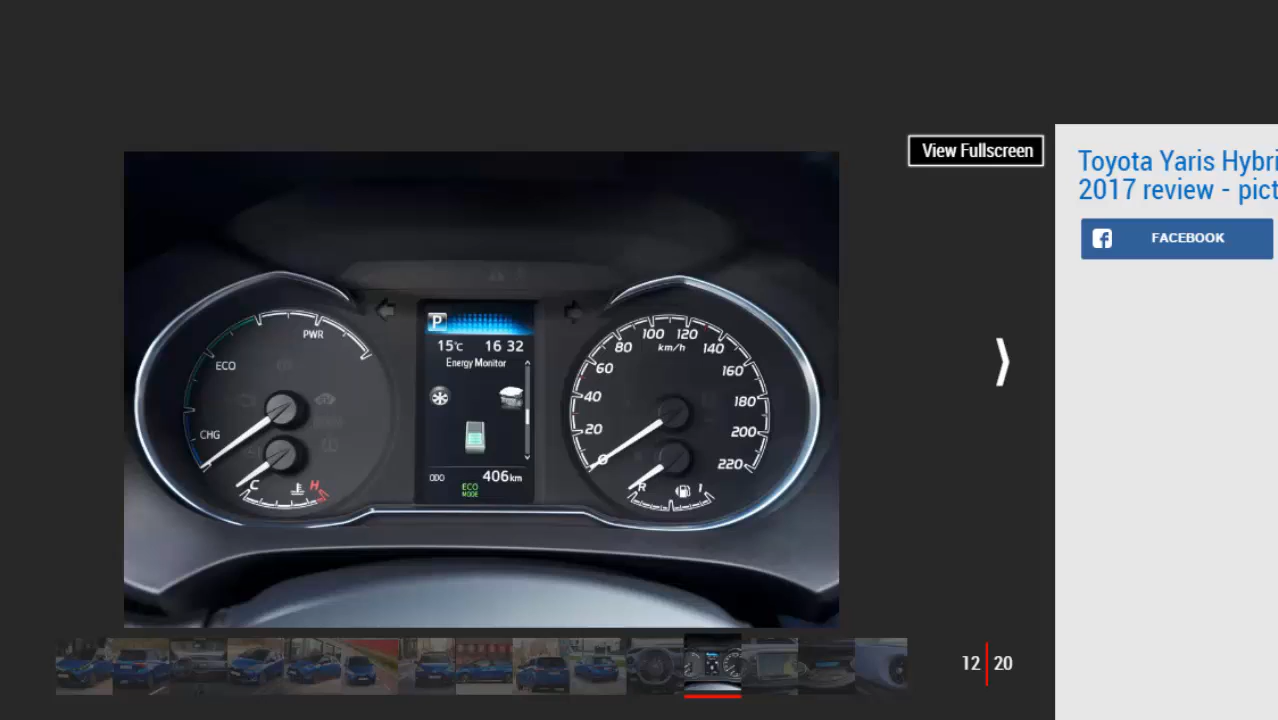 View Fullscreen
Toyota Yaris Hybri
2017 review - pict
FACEBOOK
PWR
ECO
CHG
C
H
P
15°c 16 32
Energy Monitor
ODO 406km
ECO
MODE
100 120
80 km/h 140
60 160
40 180
20 200
0 220
R 1
12 20